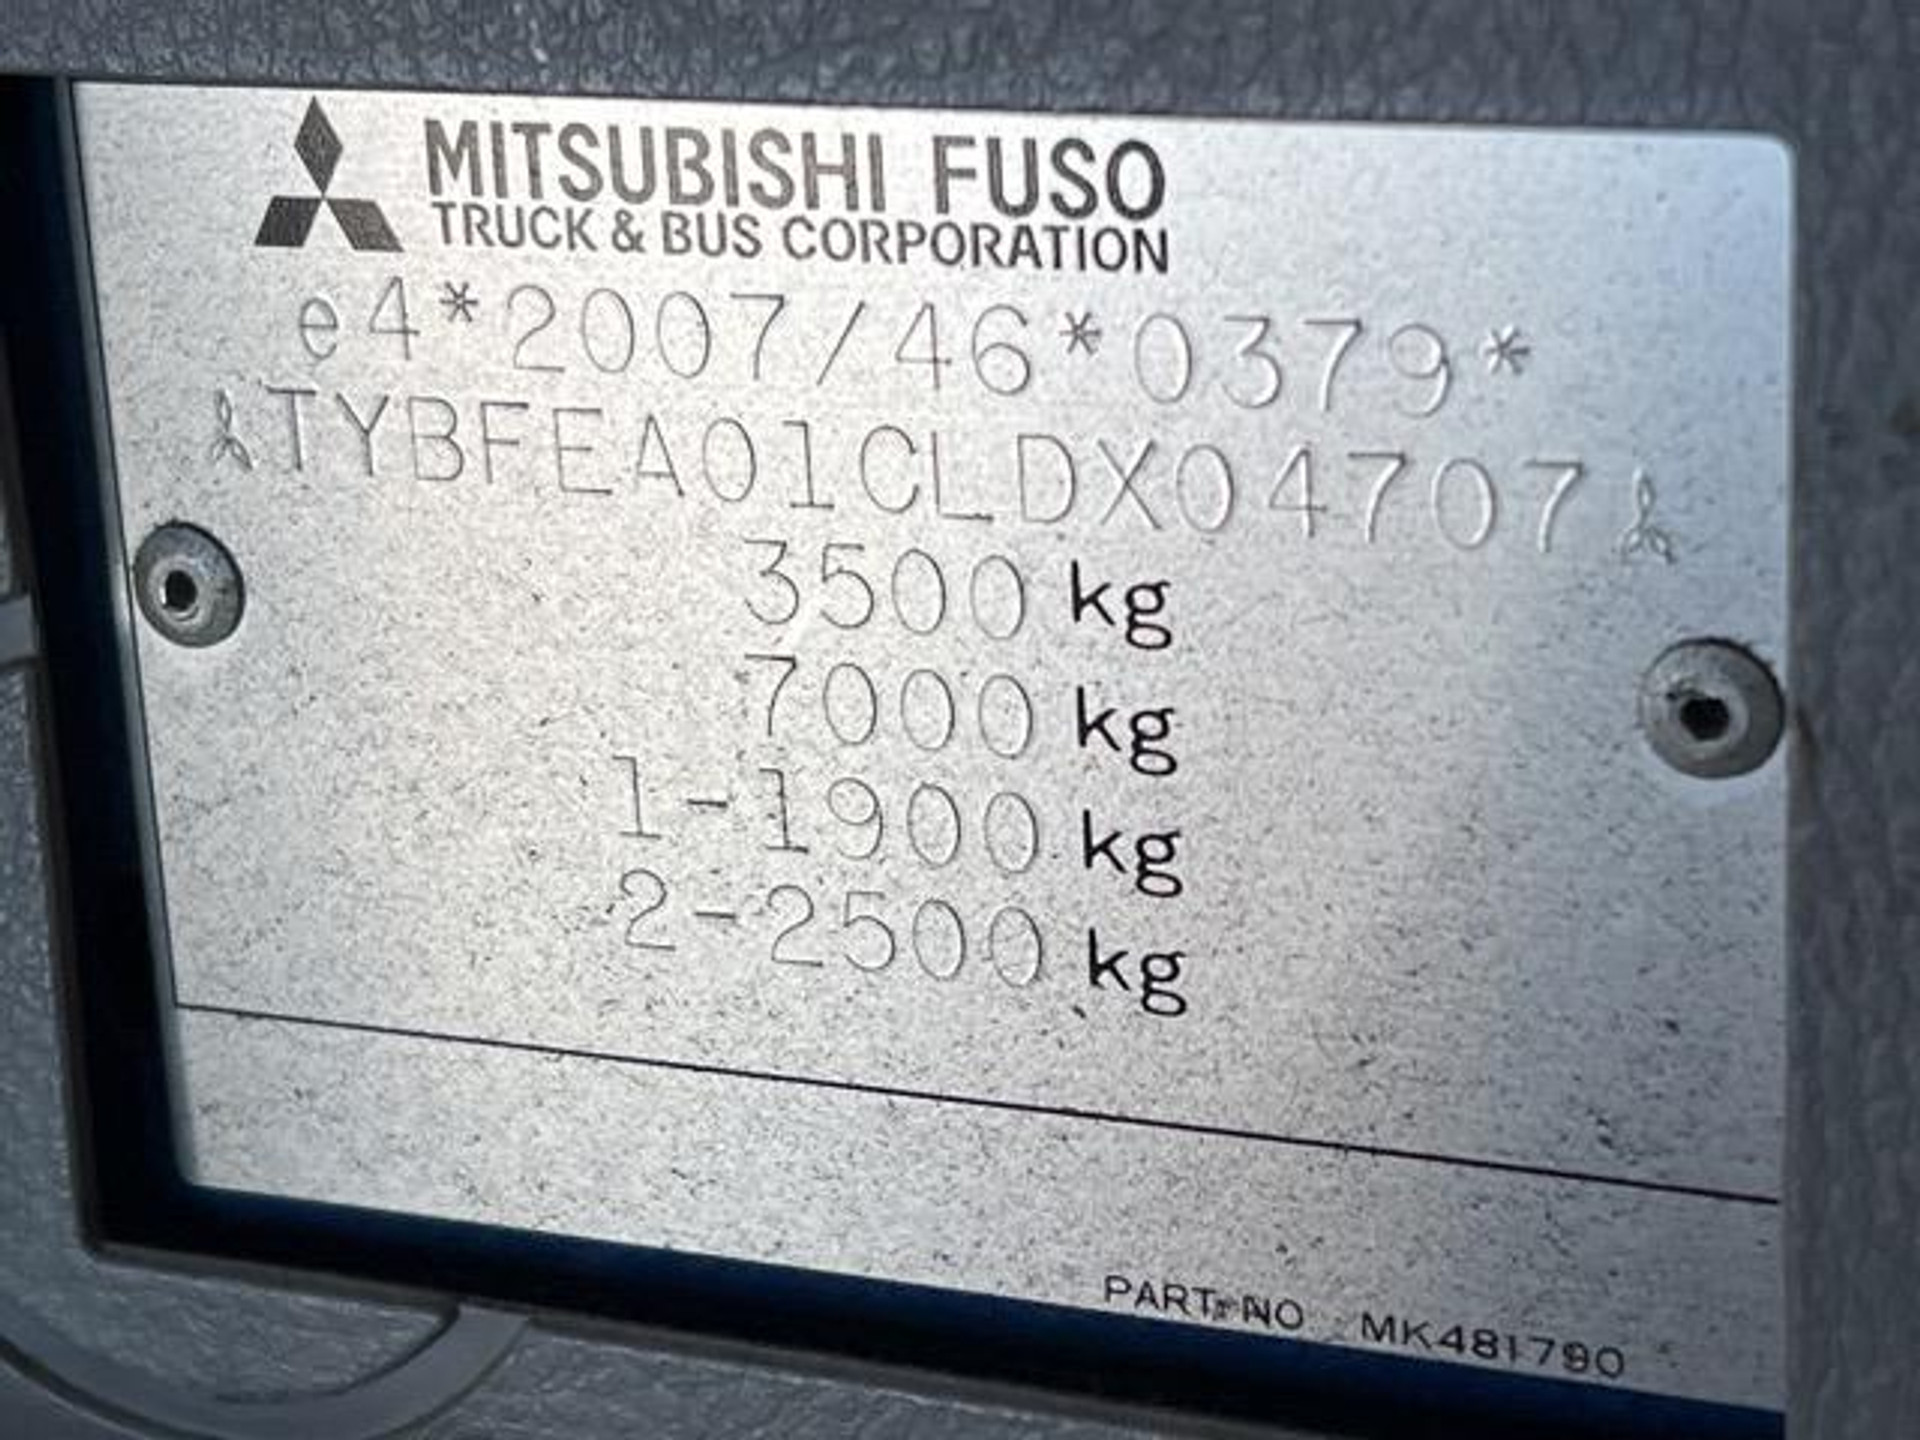 MITSUBISHI FUSO
TRUCK & BUS CORPORATION
e4*2007/46*0379*
TYBFEA01CLDX04707
3500 kg
7000 kg
1-1900 kg
2-2500 kg
PART NO MK481790